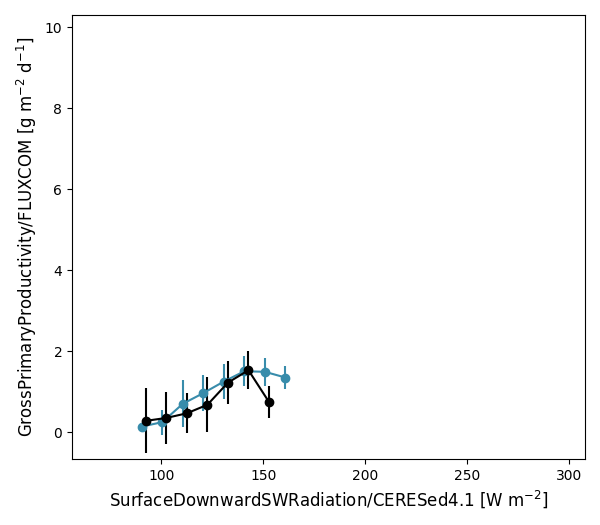 10
8
6
4
2
0
GrossPrimaryProductivity/FLUXCOM [g m⁻² d⁻¹]
100 150 200 250 300
SurfaceDownwardSWRadiation/CERESed4.1 [W m⁻²]